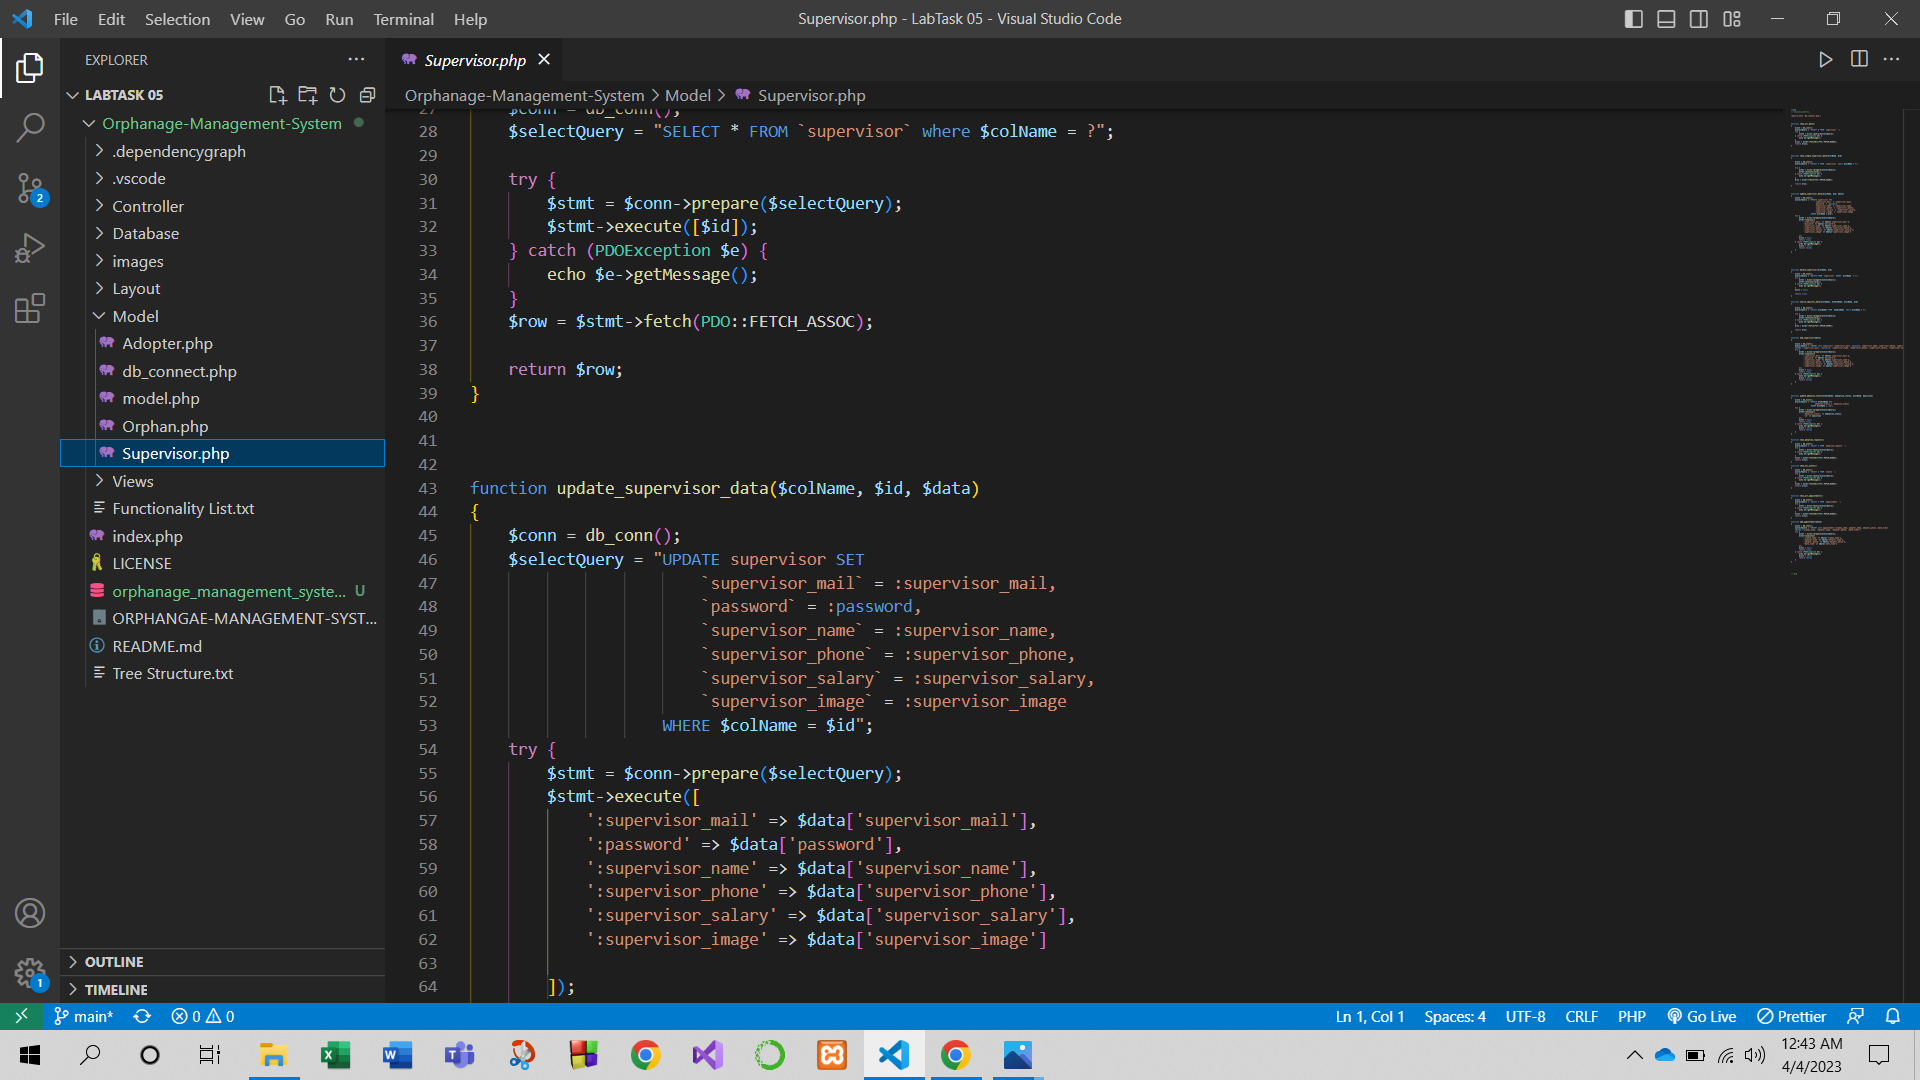 File Edit Selection View Go Run Terminal Help
Supervisor.php - LabTask 05 - Visual Studio Code
EXPLORER
LABTASK 05
Orphanage-Management-System
.dependencygraph
.vscode
Controller
Database
images
Layout
Model
Adopter.php
db_connect.php
model.php
Orphan.php
Supervisor.php
Views
Functionality List.txt
index.php
LICENSE
orphanage_management_syste... U
ORPHANGAE-MANAGEMENT-SYST...
README.md
Tree Structure.txt
OUTLINE
TIMELINE
2
1
Supervisor.php
Orphanage-Management-System > Model > Supervisor.php
27 $conn = db_conn();
28 $selectQuery = "SELECT * FROM `supervisor` where $colName = ?";
29
30 try {
31 $stmt = $conn->prepare($selectQuery);
32 $stmt->execute([$id]);
33 } catch (PDOException $e) {
34 echo $e->getMessage();
35 }
36 $row = $stmt->fetch(PDO::FETCH_ASSOC);
37
38 return $row;
39 }
40
41
42
43 function update_supervisor_data($colName, $id, $data)
44 {
45 $conn = db_conn();
46 $selectQuery = "UPDATE supervisor SET
47 `supervisor_mail` = :supervisor_mail,
48 `password` = :password,
49 `supervisor_name` = :supervisor_name,
50 `supervisor_phone` = :supervisor_phone,
51 `supervisor_salary` = :supervisor_salary,
52 `supervisor_image` = :supervisor_image
53 WHERE $colName = $id";
54 try {
55 $stmt = $conn->prepare($selectQuery);
56 $stmt->execute([
57 ':supervisor_mail' => $data['supervisor_mail'],
58 ':password' => $data['password'],
59 ':supervisor_name' => $data['supervisor_name'],
60 ':supervisor_phone' => $data['supervisor_phone'],
61 ':supervisor_salary' => $data['supervisor_salary'],
62 ':supervisor_image' => $data['supervisor_image']
63
64 ]);
main* 0 0 Ln 1, Col 1 Spaces: 4 UTF-8 CRLF PHP Go Live Prettier
12:43 AM
4/4/2023